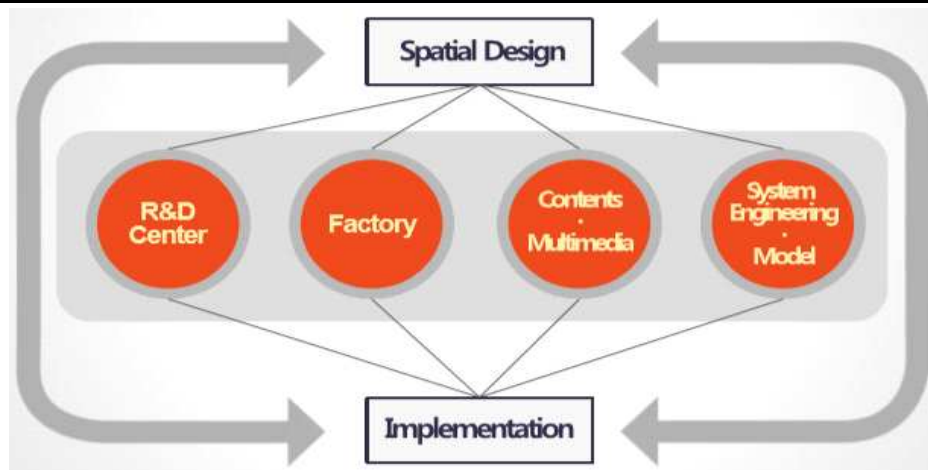 Spatial Design
R&D
Center
Factory
Contents
·
Multimedia
System
Engineering
·
Model
Implementation